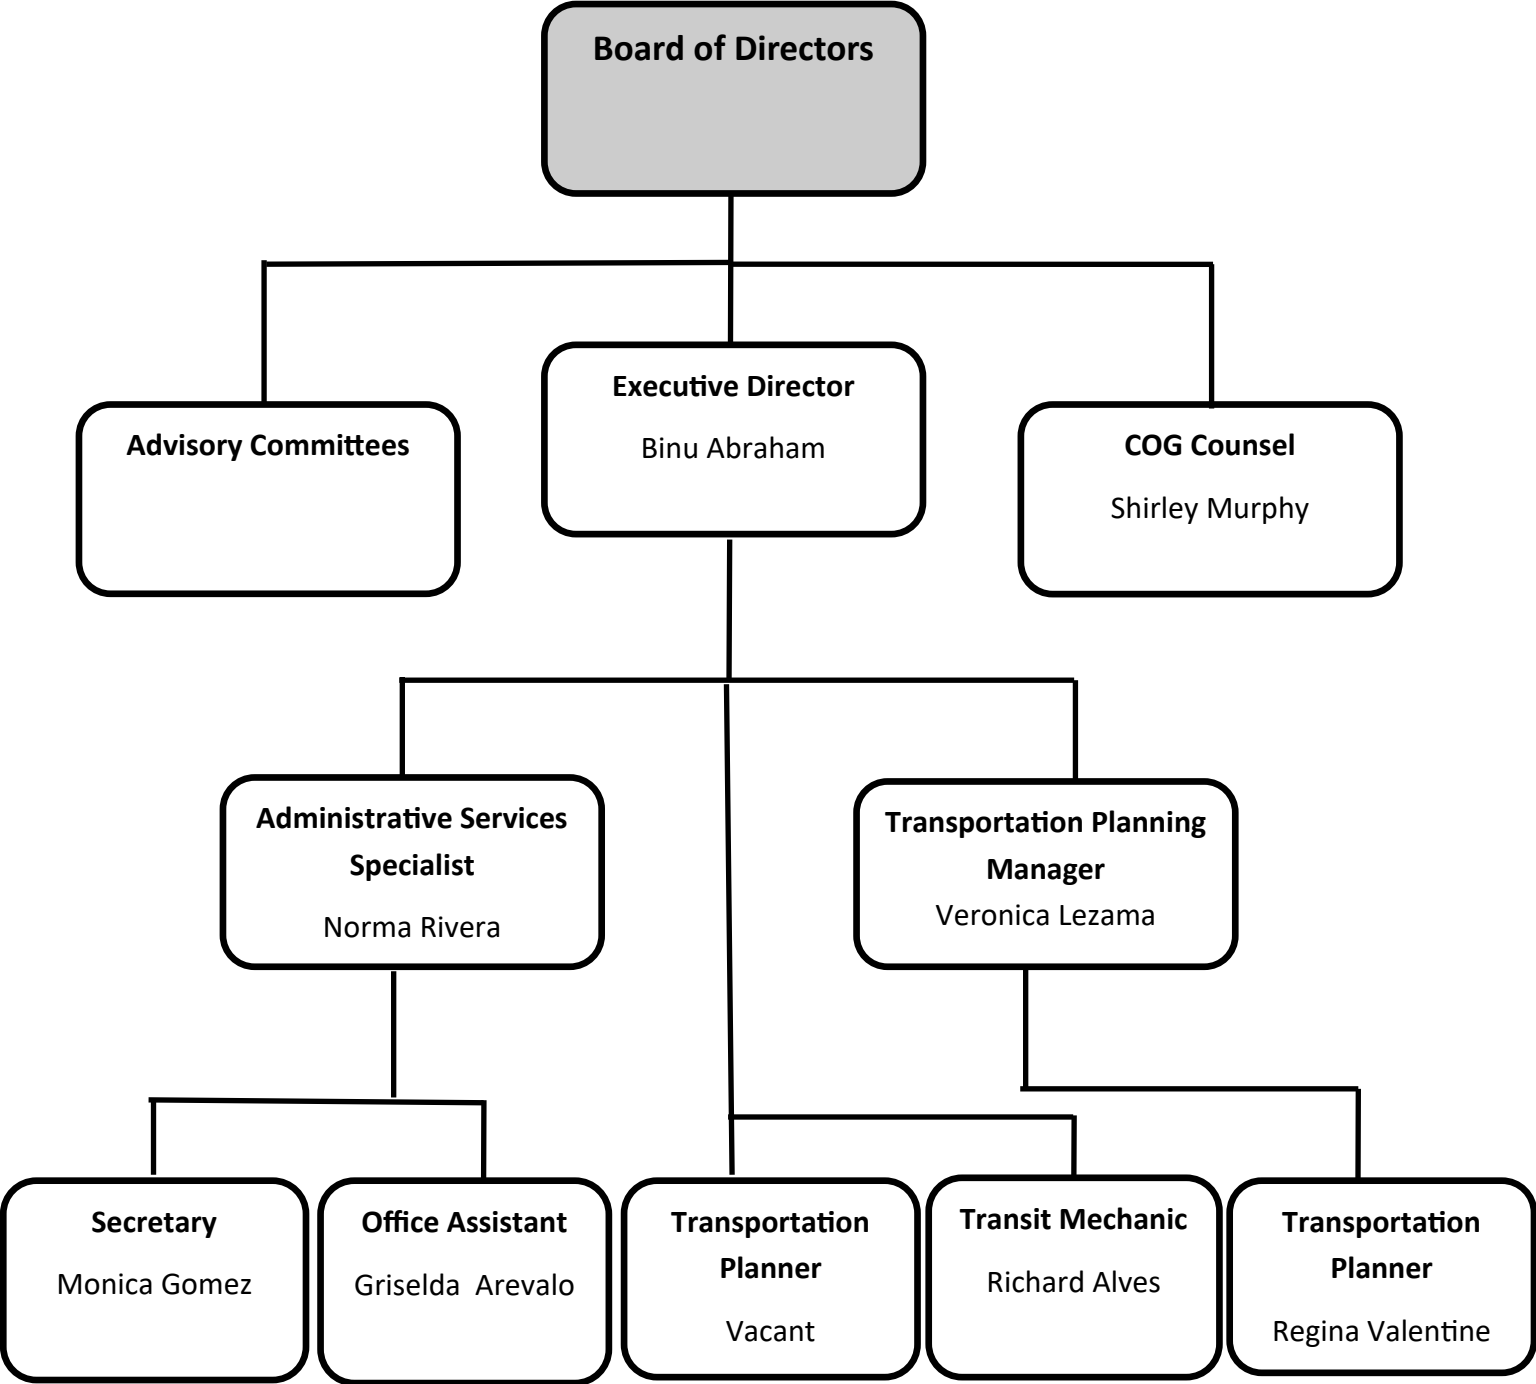 Board of Directors
Executive Director
Binu Abraham
Advisory Committees
COG Counsel
Shirley Murphy
Administrative Services
Specialist
Norma Rivera
Transportation Planning
Manager
Veronica Lezama
Secretary
Monica Gomez
Office Assistant
Griselda  Arevalo
Transportation
Planner
Vacant
Transit Mechanic
Richard Alves
Transportation
Planner
Regina Valentine